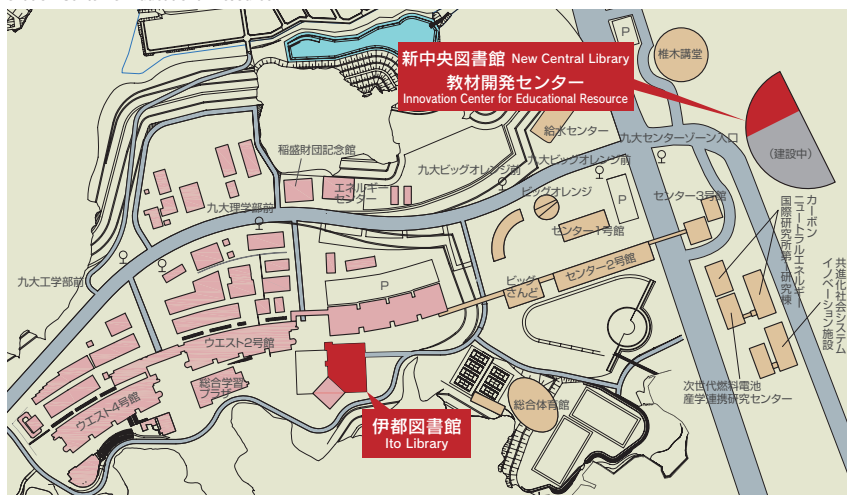 P
椎木講堂
新中央図書館 New Central Library
教材開発センター
Innovation Center for Educational Resource
(建設中)
給水センター
九大センターゾーン入口
稲盛財団記念館
九大ビッグオレンジ前
九大ビッグオレンジ前
エネルギー
センター
ビッグオレンジ
P
センター3号館
九大理学部前
センター1号館
カーボン
ニュートラルエネルギー
国際研究所第1研究棟
共進化社会システム
イノベーション施設
九大工学部前
P
ビッグ
さんど
センター2号館
ウエスト2号館
総合学習
プラザ
次世代燃料電池
産学連携研究センター
ウエスト4号館
P
総合体育館
伊都図書館
Ito Library